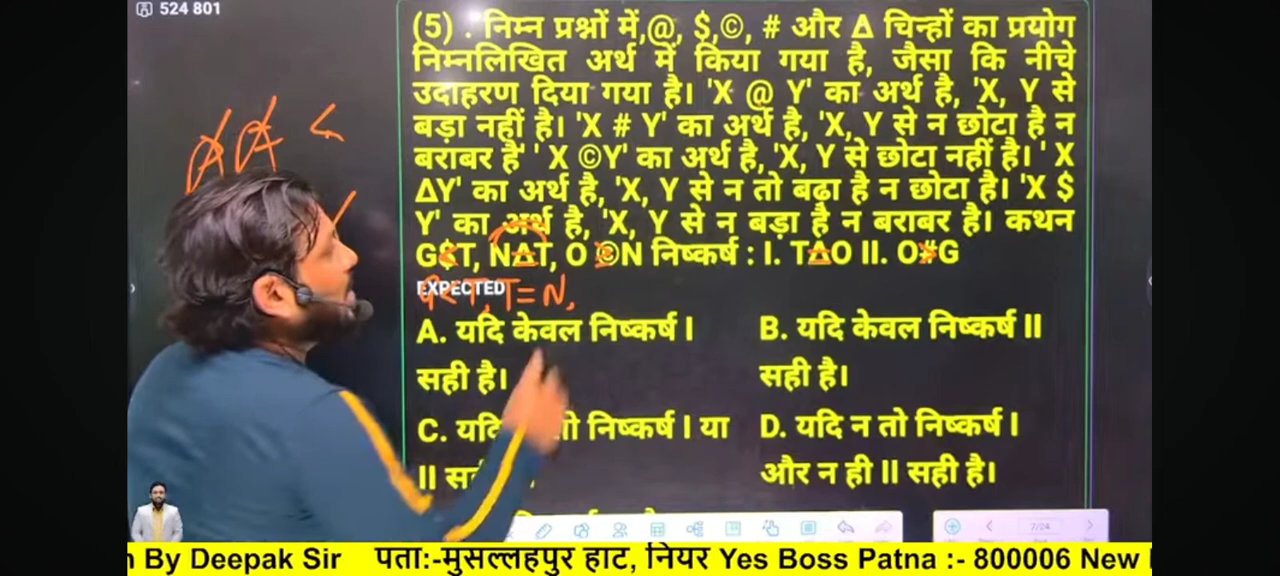 524 801
(5) . निम्न प्रश्नों में,@, $,©, # और Δ चिन्हों का प्रयोग
निम्नलिखित अर्थ में किया गया है, जैसा कि नीचे
उदाहरण दिया गया है। 'X @ Y' का अर्थ है, 'X, Y से
बड़ा नहीं है। 'X # Y' का अर्थ है, 'X, Y से न छोटा है न
बराबर है' ' X ©Y' का अर्थ है, 'X, Y से छोटा नहीं है। ' X
ΔY' का अर्थ है, 'X, Y से न तो बढा है न छोटा है। 'X $
Y' का अर्थ है, 'X, Y से न बड़ा है न बराबर है। कथन
G$T, NΔT, O ©N निष्कर्ष : I. TΔO II. O#G
EXPECTED
G<T, T=N,
A. यदि केवल निष्कर्ष I
सही है।
B. यदि केवल निष्कर्ष II
सही है।
C. निष्कर्ष I या
II
D. यदि न तो निष्कर्ष I
और न ही II सही है।
7/24
By Deepak Sir पता:-मुसल्लहपुर हाट, नियर Yes Boss Patna :- 800006 New